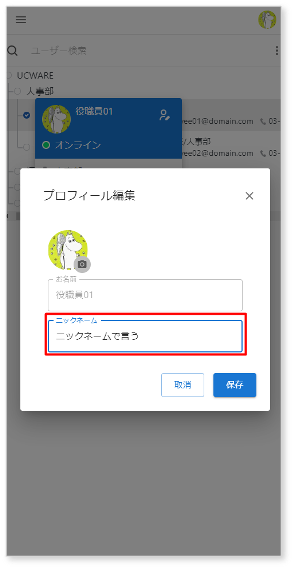 ユーザー検索
UCWARE
人事部
役職員01
ee01@domain.com 03-
オンライン
/人事部
ee02@domain.com 03-
プロフィール編集
お名前
役職員01
ニックネーム
ニックネームで言う
取消
保存